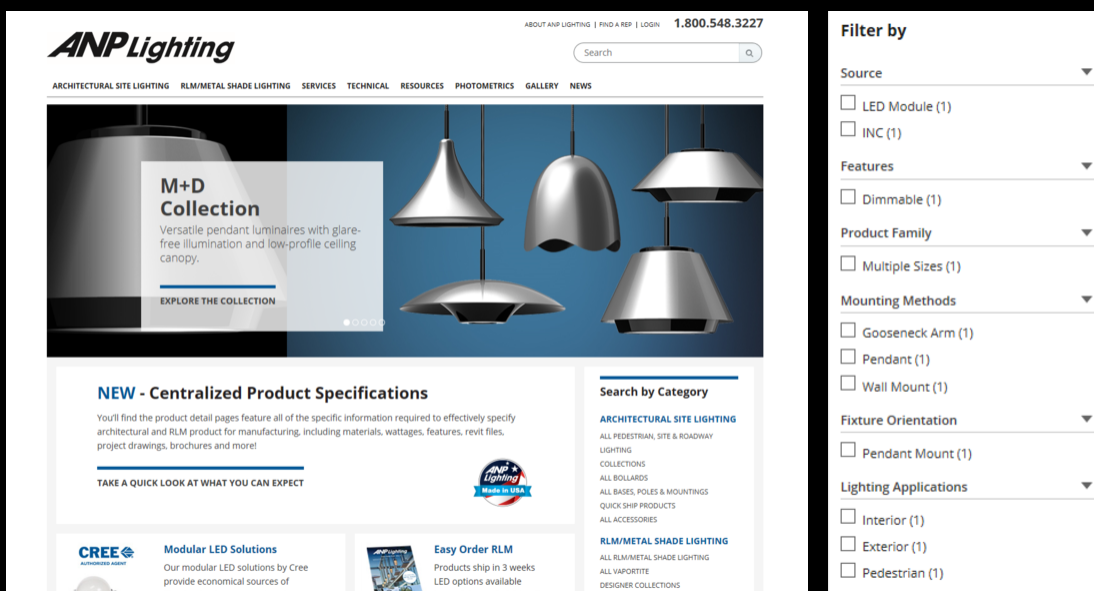 ABOUT ANP LIGHTING | FIND A REP | LOGIN 1.800.548.3227
ANP Lighting
Search
ARCHITECTURAL SITE LIGHTING RLM/METAL SHADE LIGHTING SERVICES TECHNICAL RESOURCES PHOTOMETRICS GALLERY NEWS
M+D
Collection
Versatile pendant luminaires with glare-
free illumination and low-profile ceiling
canopy.
EXPLORE THE COLLECTION
NEW - Centralized Product Specifications
You'll find the product detail pages feature all of the specific information required to effectively specify
architectural and RLM product for manufacturing, including materials, wattages, features, revit files,
project drawings, brochures and more!
TAKE A QUICK LOOK AT WHAT YOU CAN EXPECT
ANP
Lighting
Made in USA
CREE
AUTHORIZED AGENT
Modular LED Solutions
Our modular LED solutions by Cree
provide economical sources of
ANP Lighting
Easy Order RLM
Products ship in 3 weeks
LED options available
Search by Category
ARCHITECTURAL SITE LIGHTING
ALL PEDESTRIAN, SITE & ROADWAY
LIGHTING
COLLECTIONS
ALL BOLLARDS
ALL BASES, POLES & MOUNTINGS
QUICK SHIP PRODUCTS
ALL ACCESSORIES
RLM/METAL SHADE LIGHTING
ALL RLM/METAL SHADE LIGHTING
ALL VAPORTITE
DESIGNER COLLECTIONS
Filter by
Source
LED Module (1)
INC (1)
Features
Dimmable (1)
Product Family
Multiple Sizes (1)
Mounting Methods
Gooseneck Arm (1)
Pendant (1)
Wall Mount (1)
Fixture Orientation
Pendant Mount (1)
Lighting Applications
Interior (1)
Exterior (1)
Pedestrian (1)